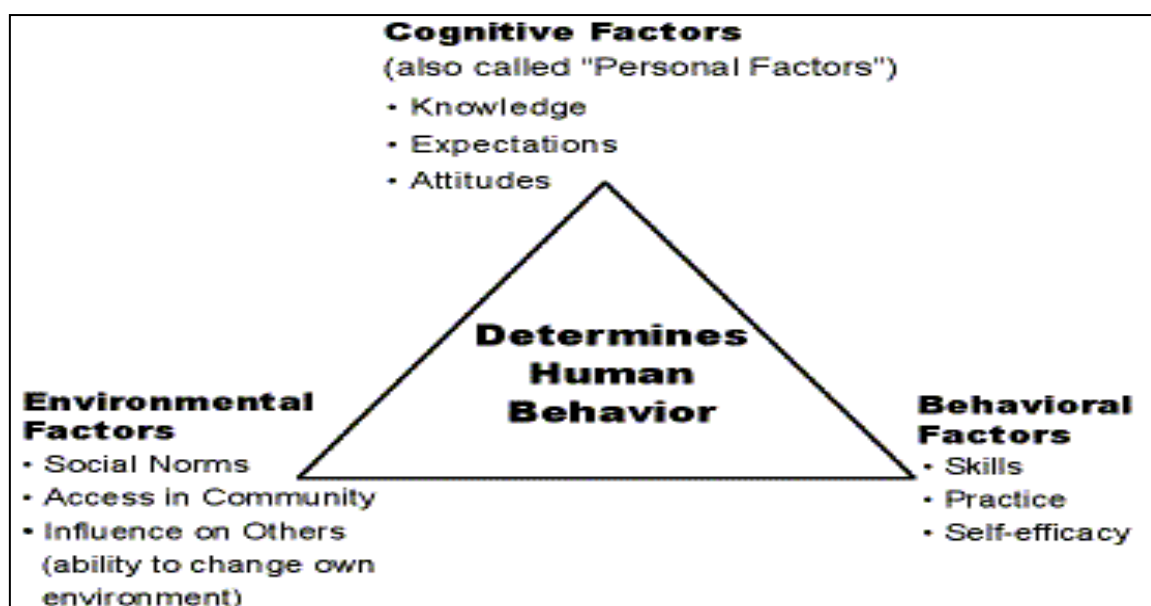 Cognitive Factors
(also called "Personal Factors")
• Knowledge
• Expectations
• Attitudes
Determines
Human
Behavior
Environmental
Factors
• Social Norms
• Access in Community
• Influence on Others
(ability to change own
environment)
Behavioral
Factors
• Skills
• Practice
• Self-efficacy